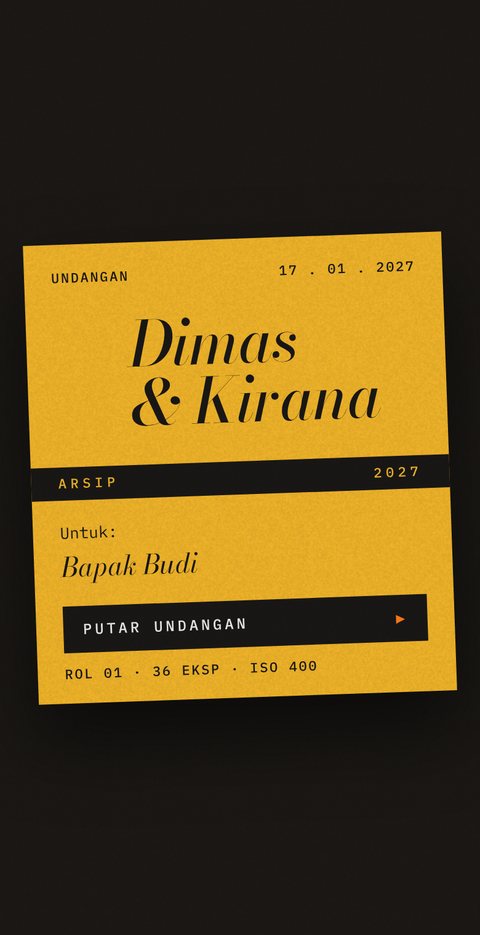 UNDANGAN 17 . 01 . 2027
Dimas
& Kirana
ARSIP 2027
Untuk:
Bapak Budi
PUTAR UNDANGAN ▶
ROL 01 · 36 EKSP · ISO 400